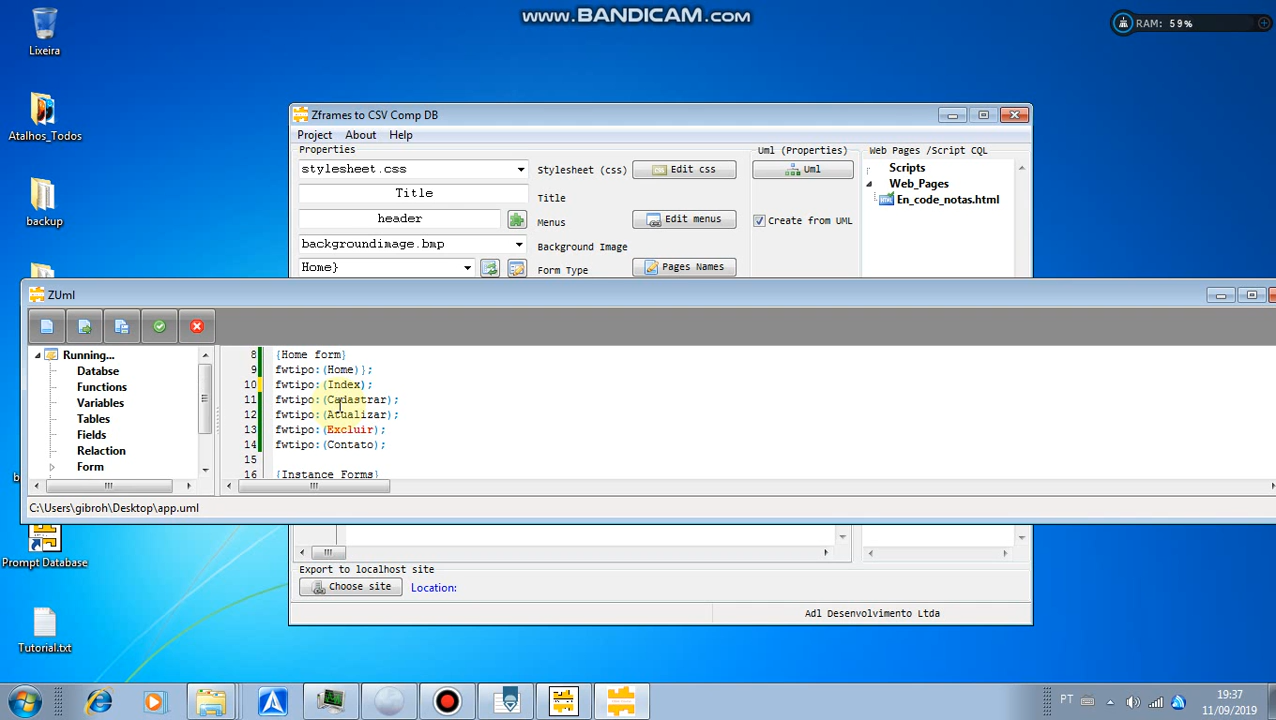 www.BANDICAM.com
RAM: 59%
Lixeira
Atalhos_Todos
backup
Prompt Database
Tutorial.txt
Zframes to CSV Comp DB
Project About Help
Properties
Uml (Properties)
Web Pages /Script CQL
stylesheet.css
Stylesheet (css)
Edit css
Uml
Scripts
Web_Pages
En_code_notas.html
Title
Title
header
Menus
Edit menus
Create from UML
backgroundimage.bmp
Background Image
Home}
Form Type
Pages Names
ZUml
Running...
Databse
Functions
Variables
Tables
Fields
Relaction
Form
8 {Home form}
9 fwtipo:(Home)};
10 fwtipo:(Index);
11 fwtipo:(Cadastrar);
12 fwtipo:(Atualizar);
13 fwtipo:(Excluir);
14 fwtipo:(Contato);
15
16 {Instance Forms}
C:\Users\gibroh\Desktop\app.uml
Export to localhost site
Choose site
Location:
Adl Desenvolvimento Ltda
PT
19:37
11/09/2019